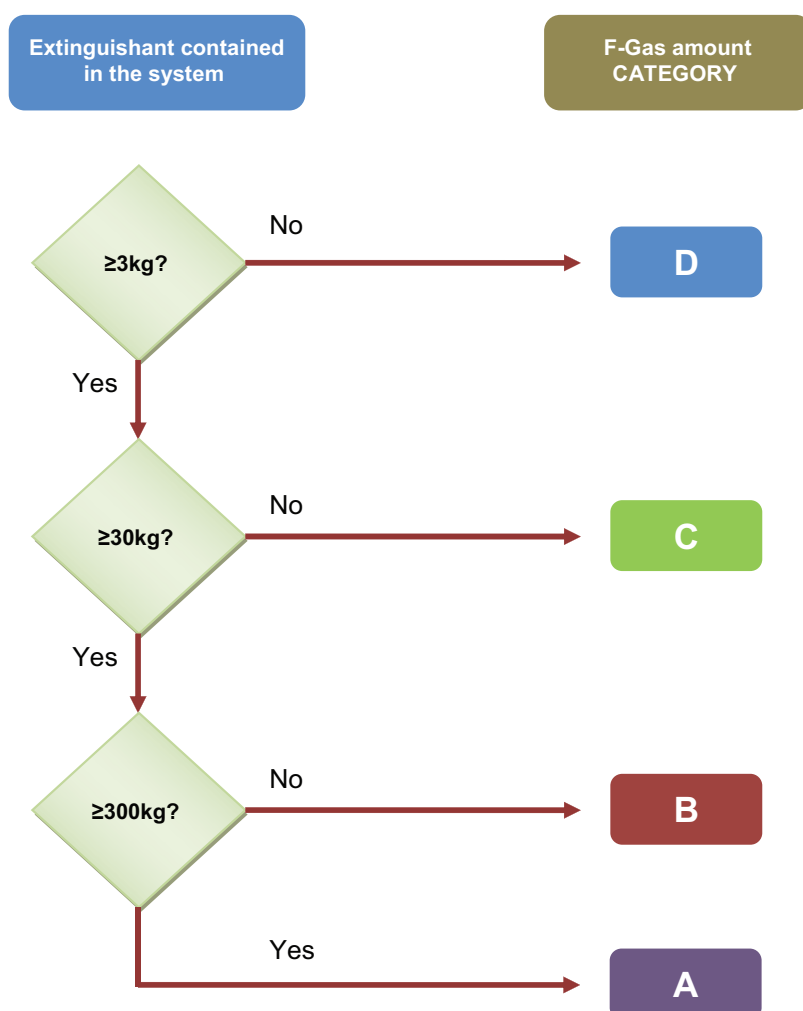 Extinguishant contained
in the system
F-Gas amount
CATEGORY
≥3kg?
No
D
Yes
≥30kg?
No
C
Yes
≥300kg?
No
B
Yes
A